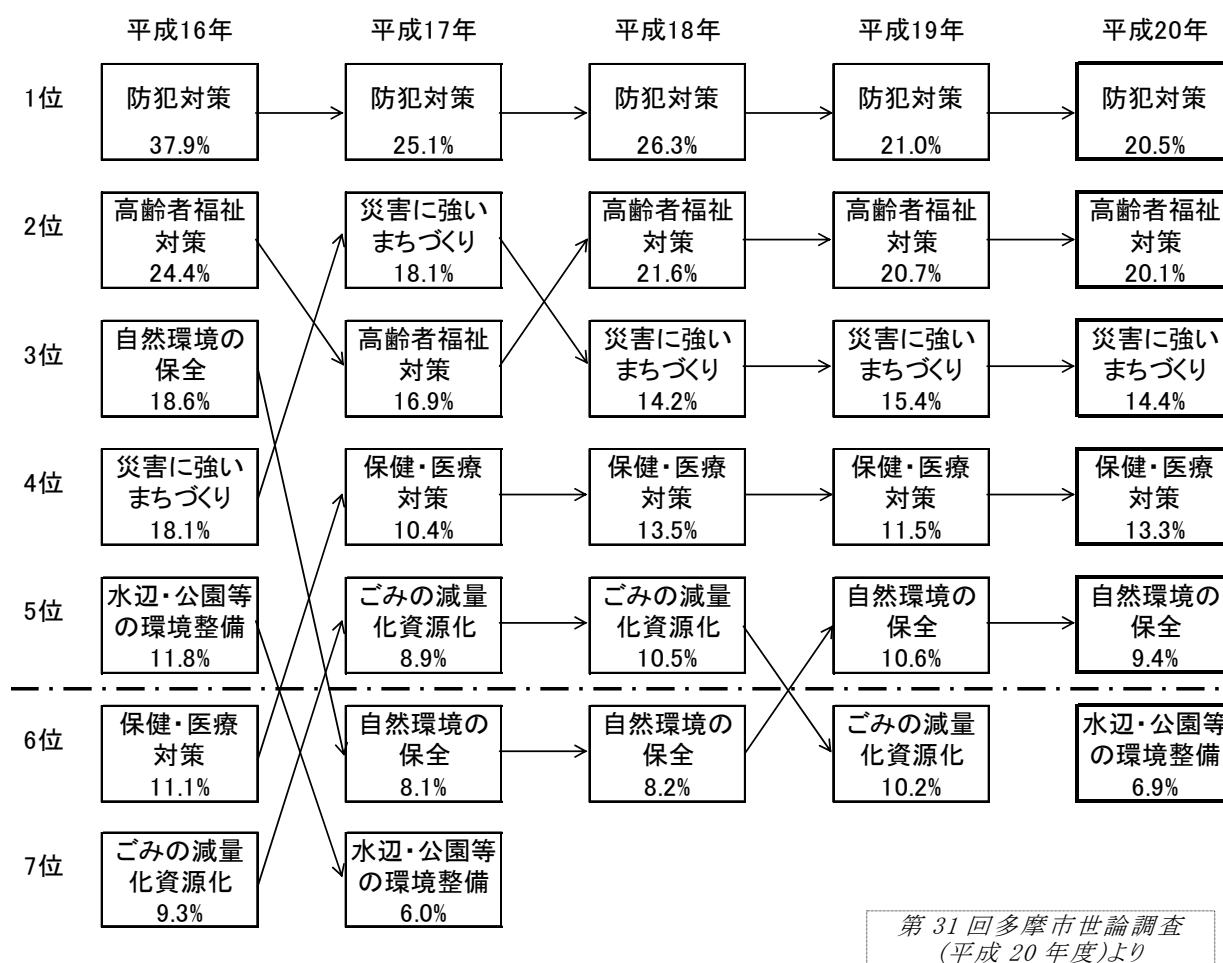 平成16年 平成17年 平成18年 平成19年 平成20年
1位
防犯対策 防犯対策 防犯対策 防犯対策 防犯対策
37.9% 25.1% 26.3% 21.0% 20.5%
2位
高齢者福祉 災害に強い 高齢者福祉 高齢者福祉 高齢者福祉
対策 まちづくり 対策 対策 対策
24.4% 18.1% 21.6% 20.7% 20.1%
3位
自然環境の 高齢者福祉 災害に強い 災害に強い 災害に強い
保全 対策 まちづくり まちづくり まちづくり
18.6% 16.9% 14.2% 15.4% 14.4%
4位
災害に強い 保健・医療 保健・医療 保健・医療 保健・医療
まちづくり 対策 対策 対策 対策
18.1% 10.4% 13.5% 11.5% 13.3%
5位
水辺・公園等 ごみの減量 ごみの減量 自然環境の 自然環境の
の環境整備 化資源化 化資源化 保全 保全
11.8% 8.9% 10.5% 10.6% 9.4%
6位
保健・医療 自然環境の 自然環境の ごみの減量 水辺・公園等
対策 保全 保全 化資源化 の環境整備
11.1% 8.1% 8.2% 10.2% 6.9%
7位
ごみの減量 水辺・公園等
化資源化 の環境整備
9.3% 6.0%
第 31 回多摩市世論調査
(平成 20 年度)より